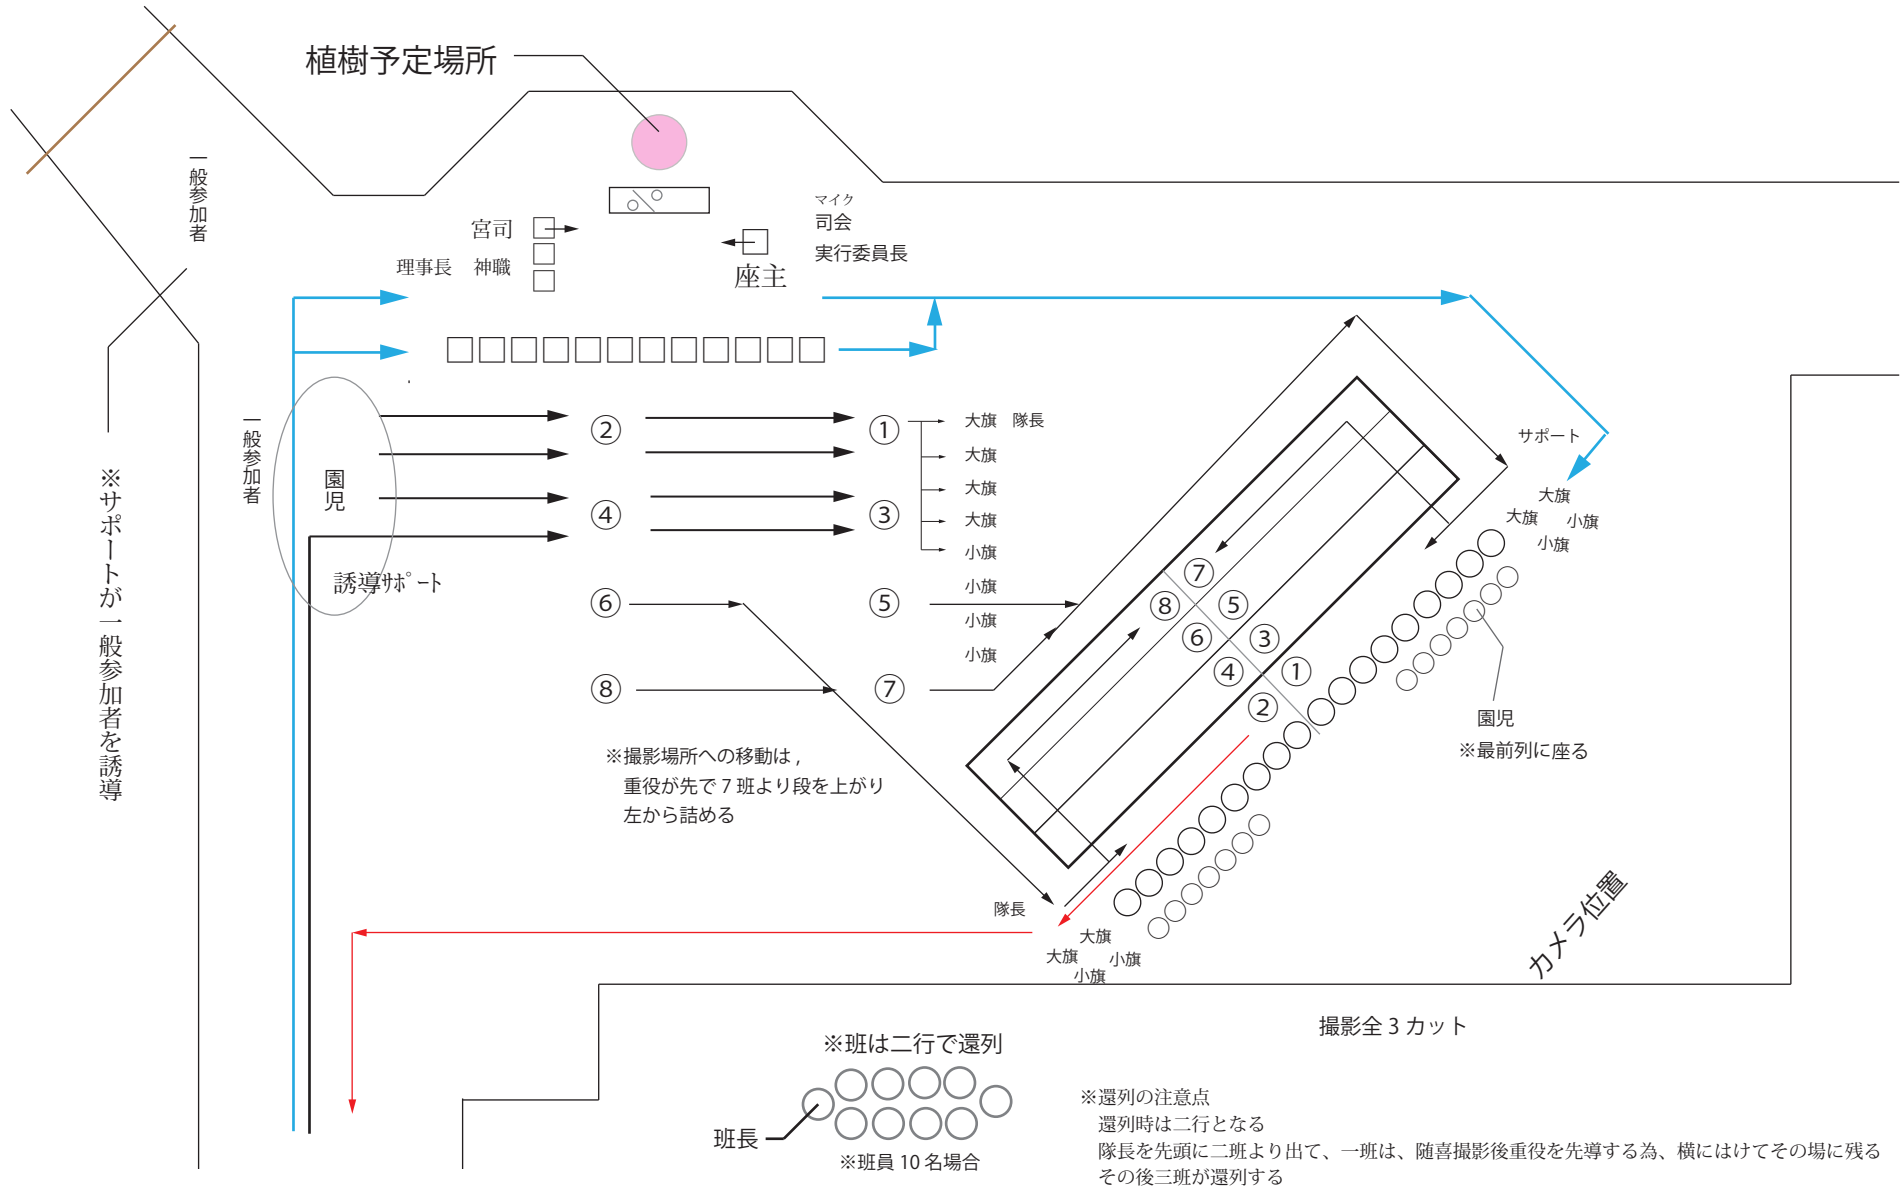 植樹予定場所
一般参加者
マイク
司会
実行委員長
宮司
理事長 神職
座主
一般参加者
園児
誘導サポート
※サポートが一般参加者を誘導
②
①
④
③
⑥
⑤
⑧
⑦
大旗 隊長
大旗
大旗
大旗
小旗
小旗
小旗
小旗
サポート
大旗
大旗
小旗
小旗
⑦
⑧
⑤
⑥
③
④
①
②
園児
※最前列に座る
※撮影場所への移動は,
重役が先で7班より段を上がり
左から詰める
隊長
大旗
大旗
小旗
小旗
カメラ位置
撮影全3カット
※班は二行で還列
班長
※班員10名場合
※還列の注意点
還列時は二行となる
隊長を先頭に二班より出て、一班は、随喜撮影後重役を先導する為、横にはけてその場に残る
その後三班が還列する